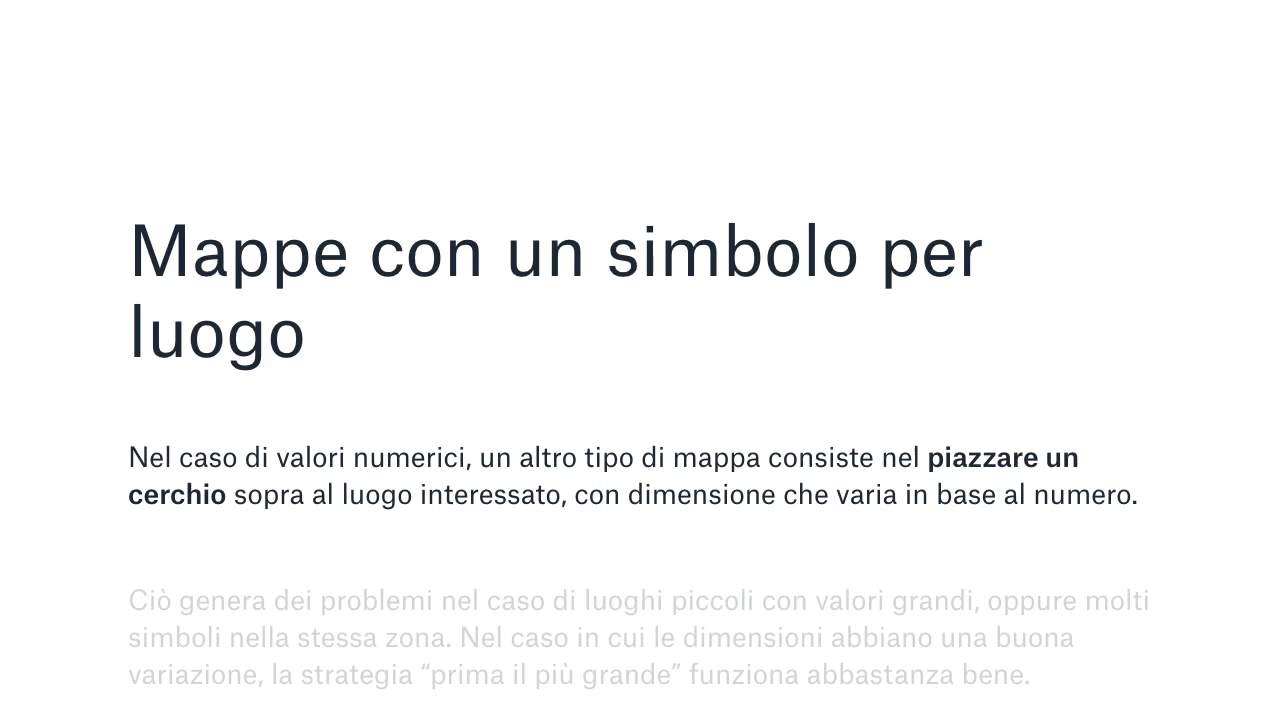 Mappe con un simbolo per
luogo
Nel caso di valori numerici, un altro tipo di mappa consiste nel piazzare un
cerchio sopra al luogo interessato, con dimensione che varia in base al numero.
Ciò genera dei problemi nel caso di luoghi piccoli con valori grandi, oppure molti
simboli nella stessa zona. Nel caso in cui le dimensioni abbiano una buona
variazione, la strategia “prima il più grande” funziona abbastanza bene.